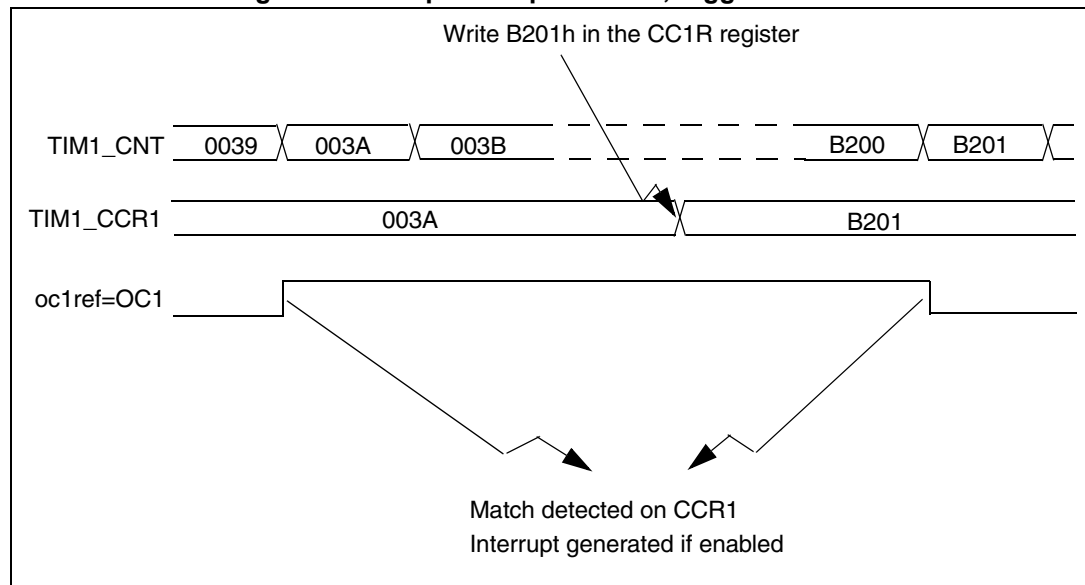 Write B201h in the CC1R register
TIM1_CNT 0039 003A 003B B200 B201
TIM1_CCR1 003A B201
oc1ref=OC1
Match detected on CCR1
Interrupt generated if enabled